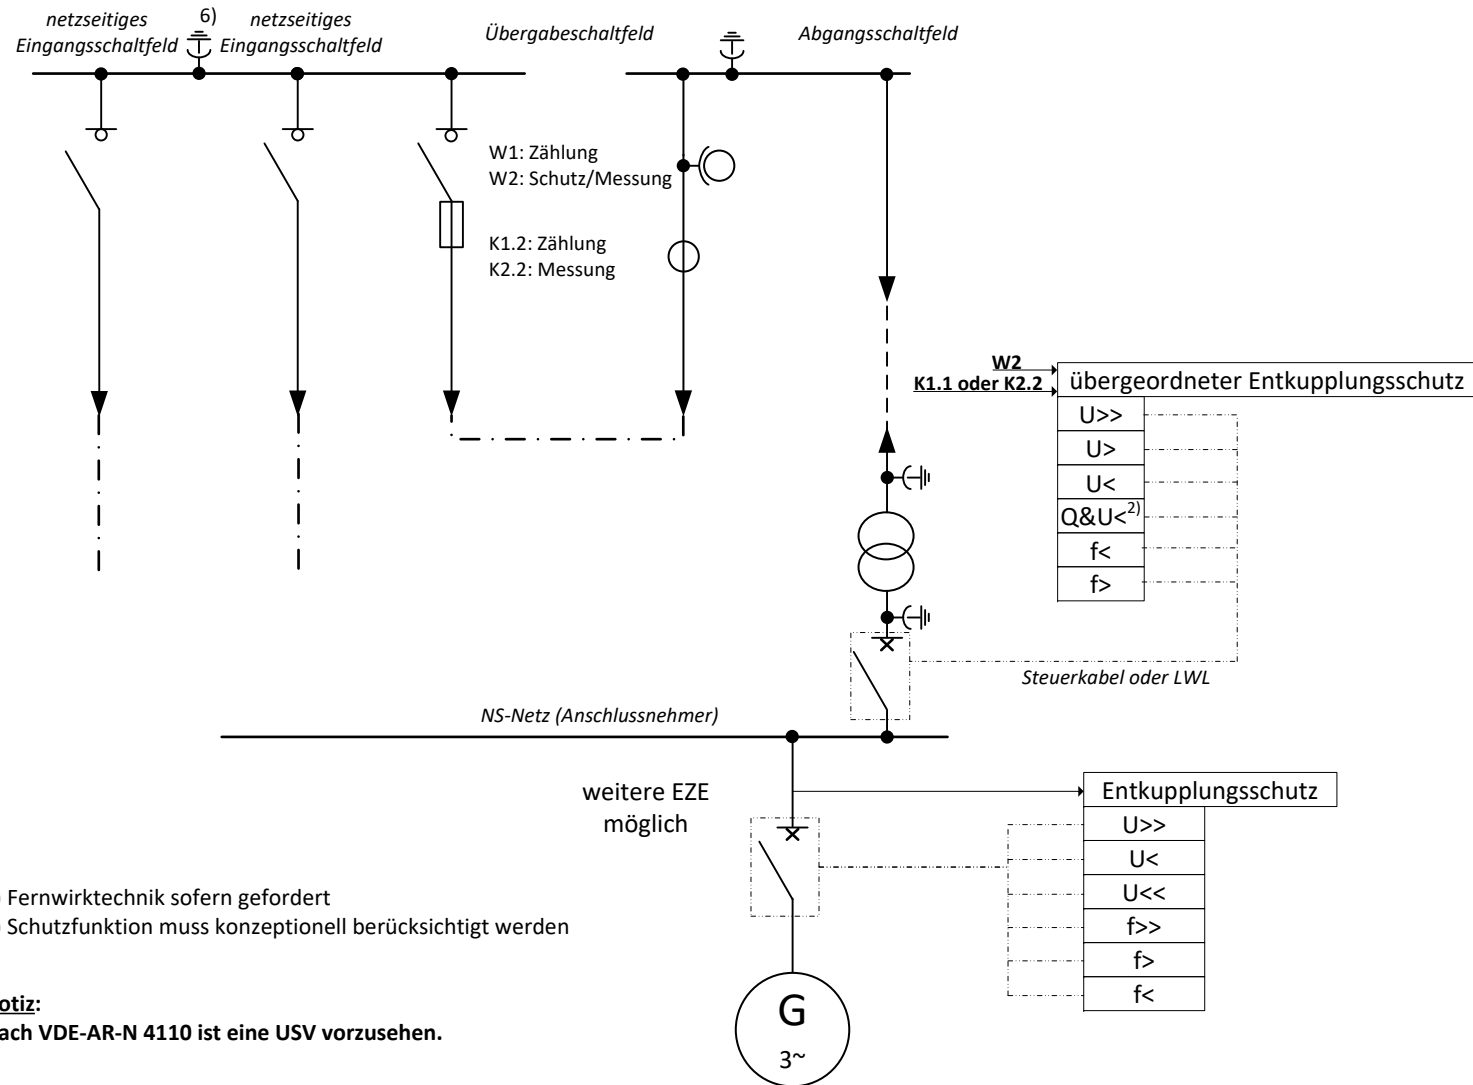 netzseitiges
Eingangsschaltfeld
6)
netzseitiges
Eingangsschaltfeld
Übergabeschaltfeld
Abgangsschaltfeld
W1: Zählung
W2: Schutz/Messung
K1.2: Zählung
K2.2: Messung
W2
K1.1 oder K2.2
übergeordneter Entkupplungsschutz
U>>
U>
U<
Q&U<2)
f<
f>
Steuerkabel oder LWL
NS-Netz (Anschlussnehmer)
weitere EZE
möglich
Entkupplungsschutz
U>>
U<
U<<
f>>
f>
f<
) Fernwirktechnik sofern gefordert
) Schutzfunktion muss konzeptionell berücksichtigt werden
otiz:
ach VDE-AR-N 4110 ist eine USV vorzusehen.
G
3~